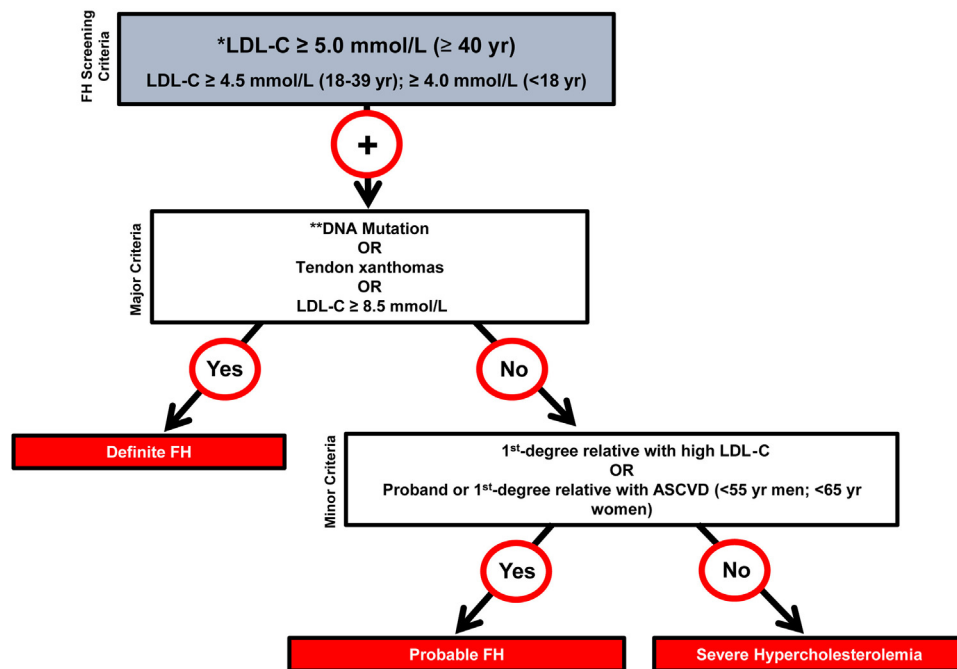 FH Screening
Criteria
*LDL-C ≥ 5.0 mmol/L (≥ 40 yr)
LDL-C ≥ 4.5 mmol/L (18-39 yr); ≥ 4.0 mmol/L (<18 yr)
+
Major Criteria
**DNA Mutation
OR
Tendon xanthomas
OR
LDL-C ≥ 8.5 mmol/L
Yes
No
Definite FH
Minor Criteria
1st-degree relative with high LDL-C
OR
Proband or 1st-degree relative with ASCVD (<55 yr men; <65 yr
women)
Yes
No
Probable FH
Severe Hypercholesterolemia